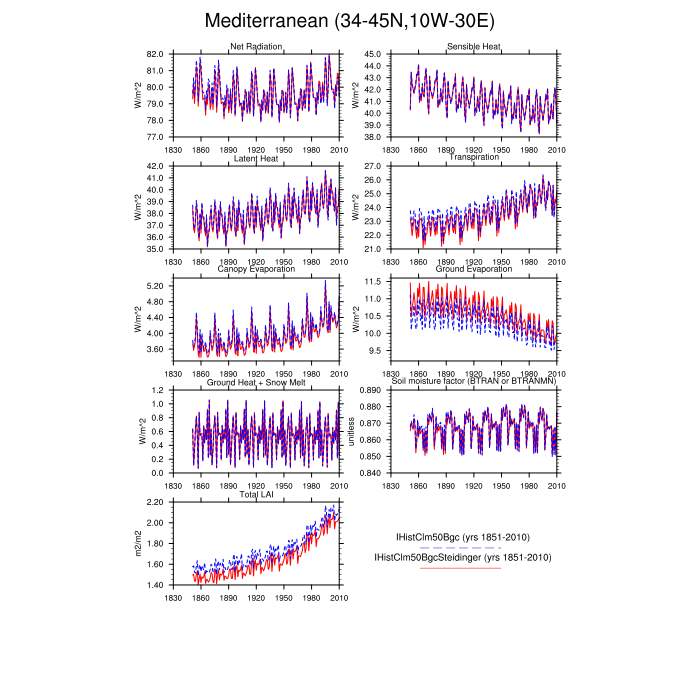 Mediterranean (34-45N,10W-30E)
Net Radiation
82.0
81.0
80.0
79.0
78.0
77.0
W/m^2
1830 1860 1890 1920 1950 1980 2010
Sensible Heat
45.0
44.0
43.0
42.0
41.0
40.0
39.0
38.0
W/m^2
1830 1860 1890 1920 1950 1980 2010
Latent Heat
42.0
41.0
40.0
39.0
38.0
37.0
36.0
35.0
W/m^2
1830 1860 1890 1920 1950 1980 2010
Transpiration
27.0
26.0
25.0
24.0
23.0
22.0
21.0
W/m^2
1830 1860 1890 1920 1950 1980 2010
Canopy Evaporation
5.20
4.80
4.40
4.00
3.60
W/m^2
1830 1860 1890 1920 1950 1980 2010
Ground Evaporation
11.5
11.0
10.5
10.0
9.5
W/m^2
1830 1860 1890 1920 1950 1980 2010
Ground Heat + Snow Melt
1.2
1.0
0.8
0.6
0.4
0.2
0.0
W/m^2
1830 1860 1890 1920 1950 1980 2010
Soil moisture factor (BTRAN or BTRANMN)
0.890
0.880
0.870
0.860
0.850
0.840
unitless
1830 1860 1890 1920 1950 1980 2010
Total LAI
2.20
2.00
1.80
1.60
1.40
m2/m2
1830 1860 1890 1920 1950 1980 2010
IHistClm50Bgc (yrs 1851-2010)
IHistClm50BgcSteidinger (yrs 1851-2010)